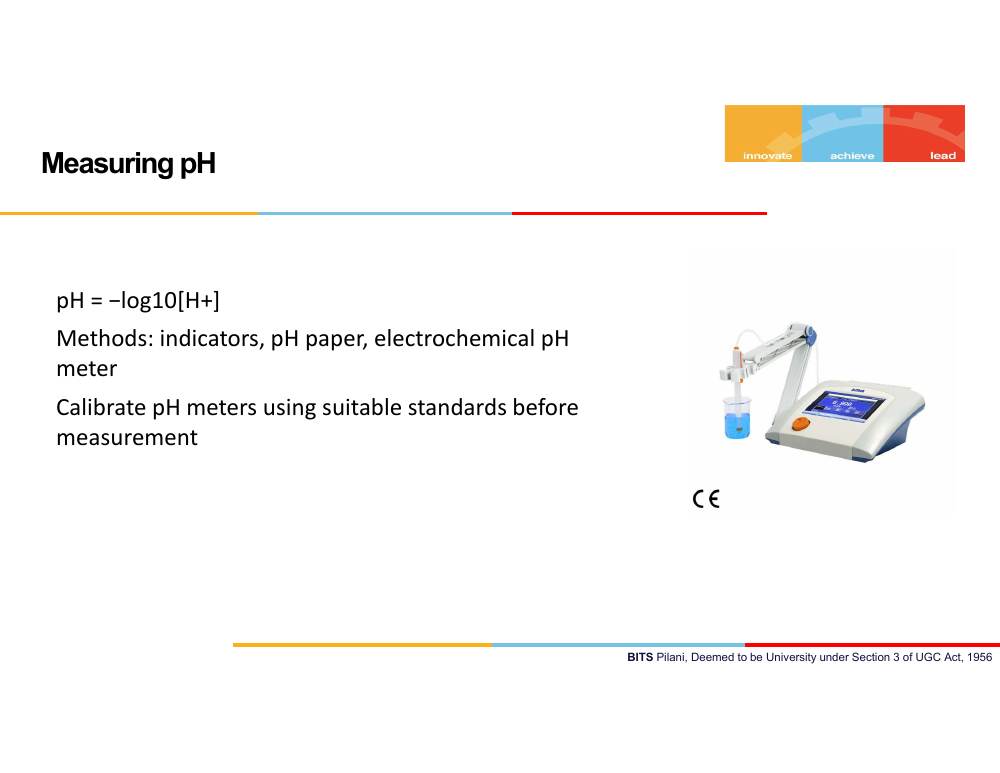 innovate achieve lead
Measuring pH
pH = −log10[H+]
Methods: indicators, pH paper, electrochemical pH
meter
Calibrate pH meters using suitable standards before
measurement
CE
BITS Pilani, Deemed to be University under Section 3 of UGC Act, 1956